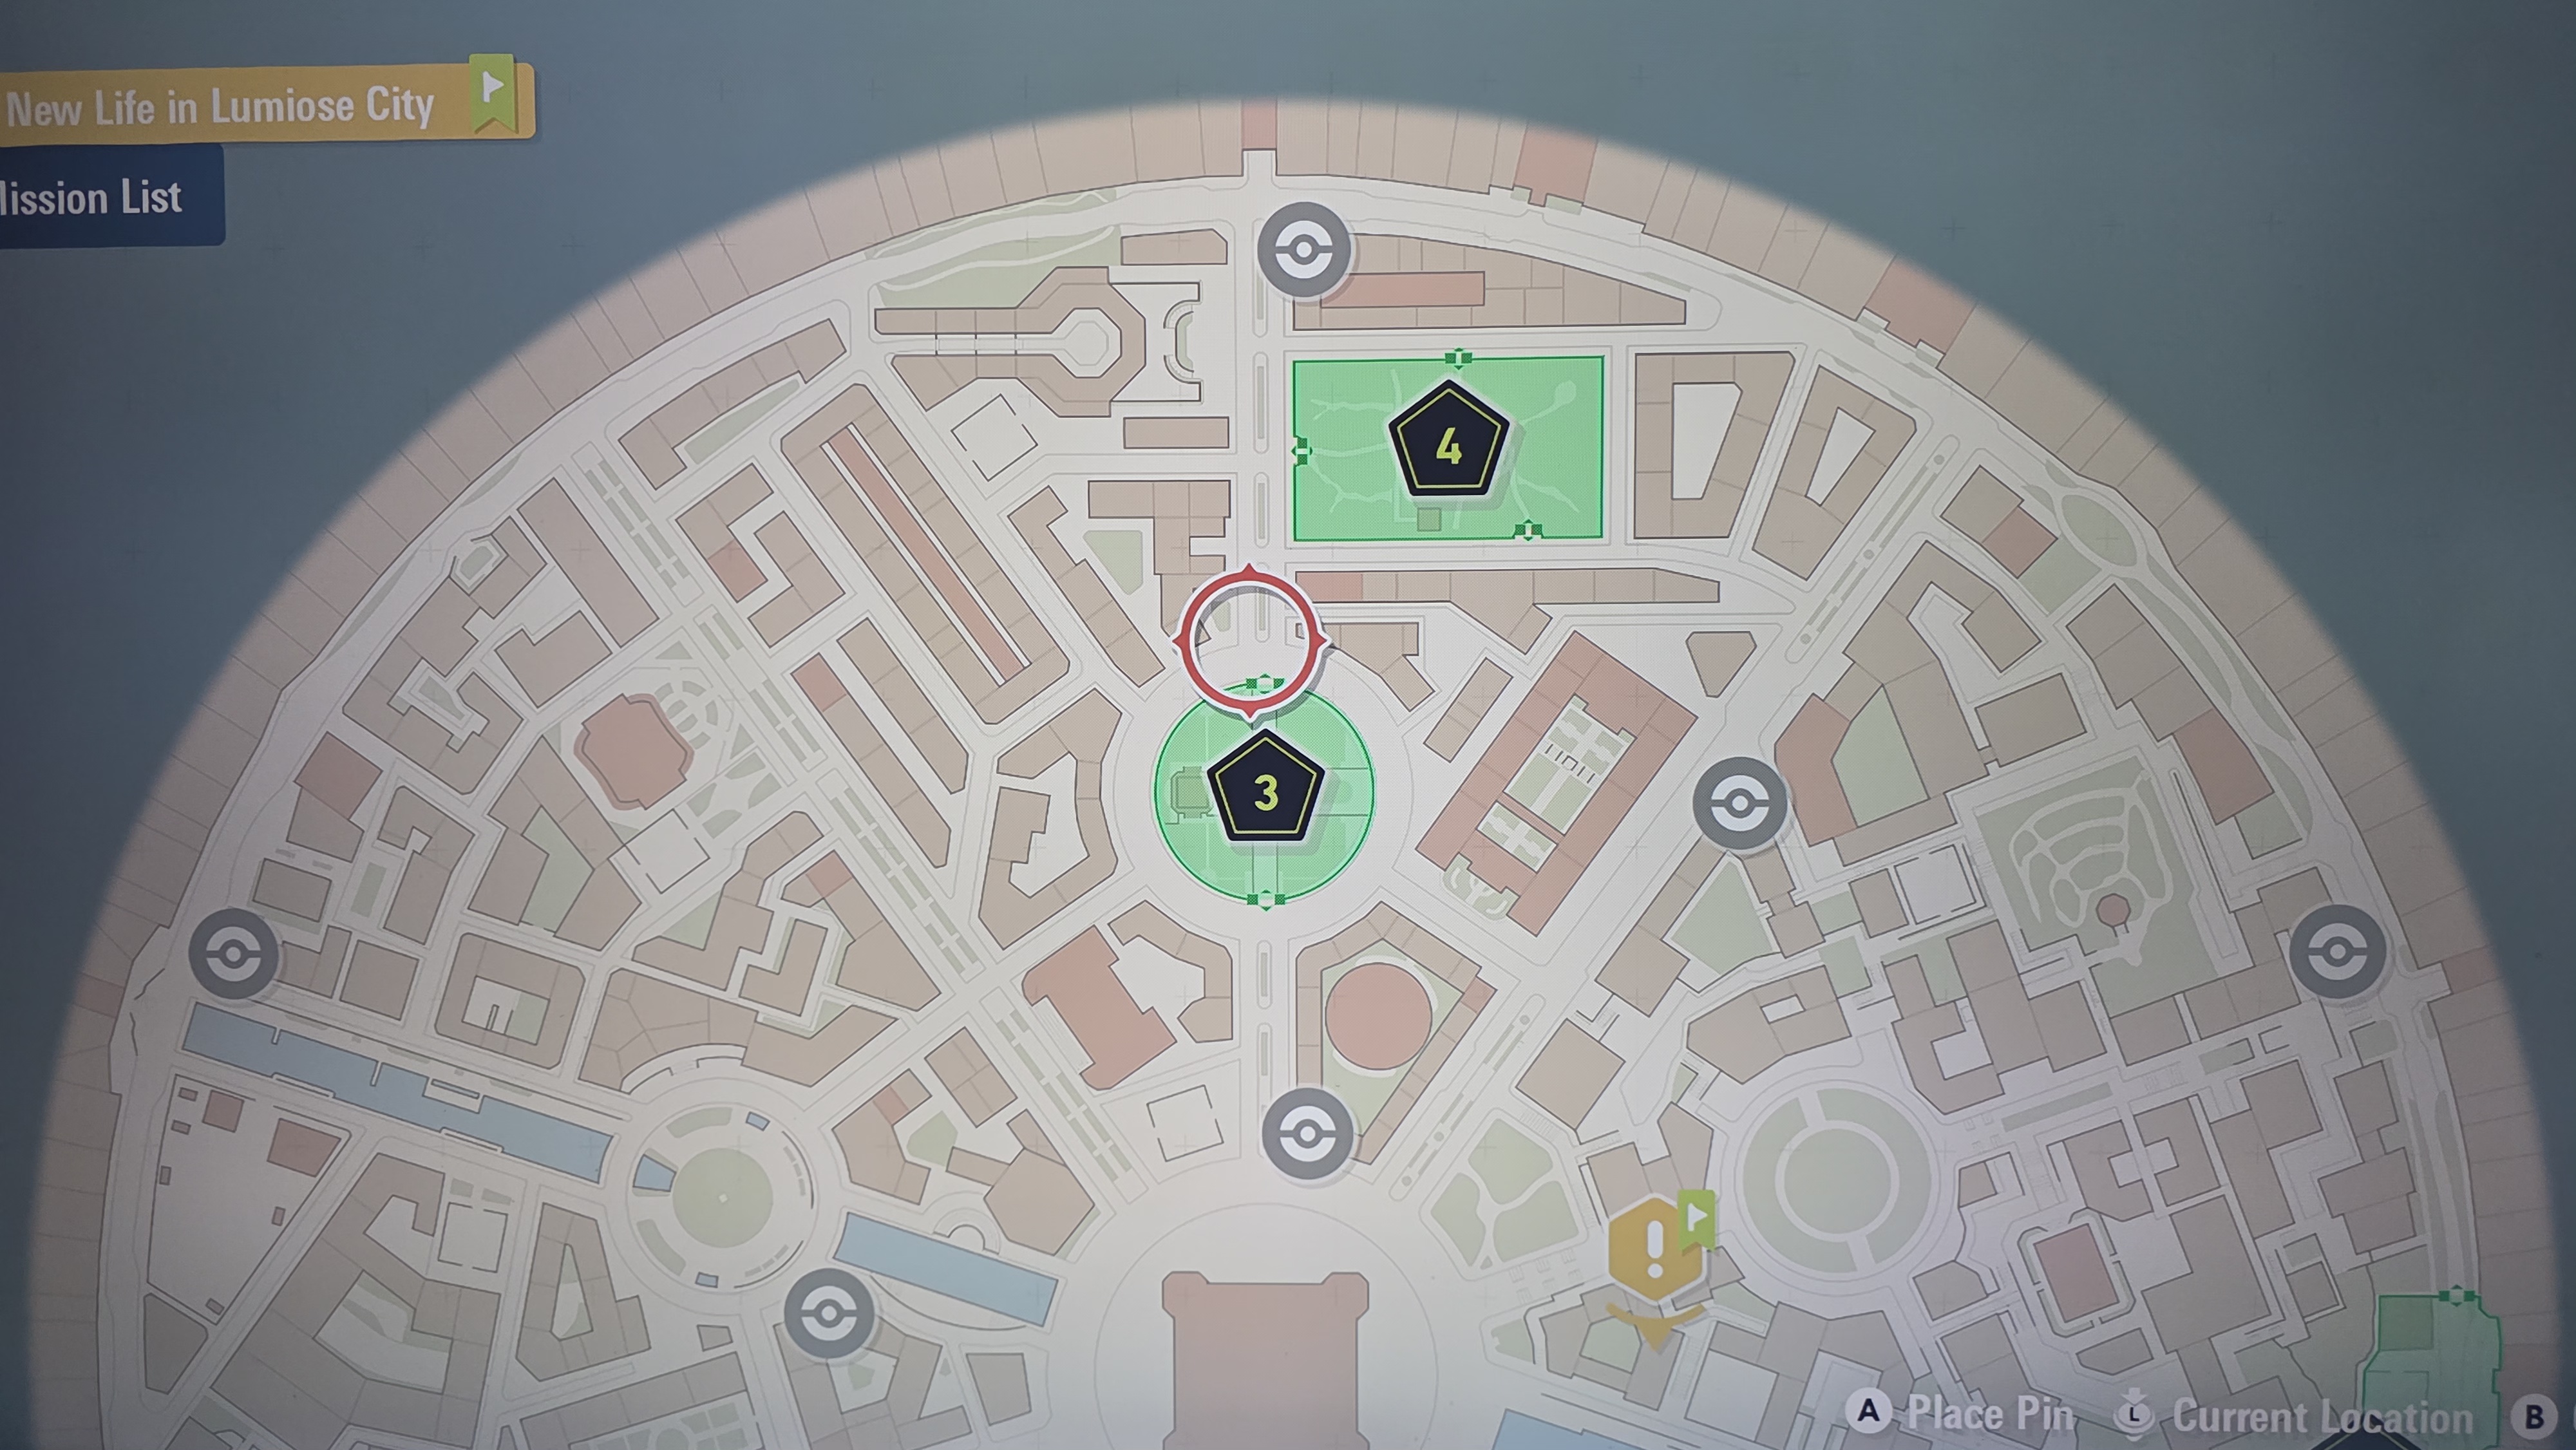 New Life in Lumiose City
ission List
4
3
!
A Place Pin
L Current Location
B